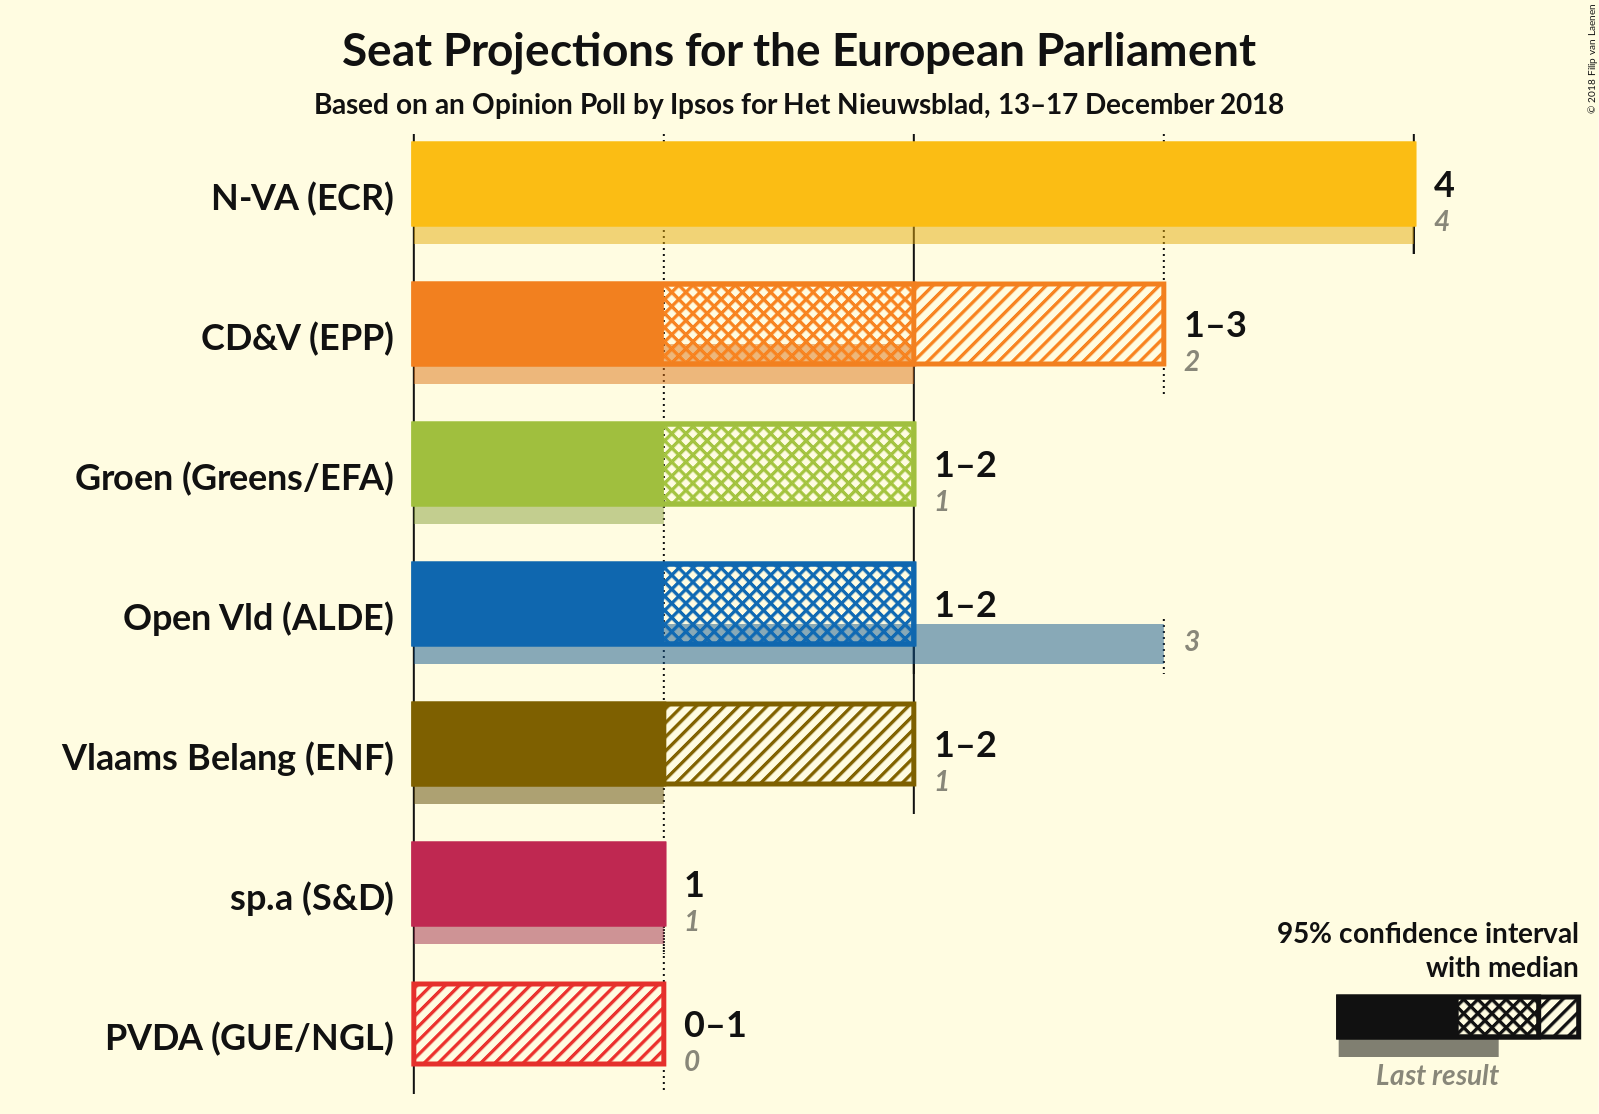 Seat Projections for the European Parliament
Based on an Opinion Poll by Ipsos for Het Nieuwsblad, 13–17 December 2018
© 2018 Filip van Laenen
N-VA (ECR)
4
4
CD&V (EPP)
1–3
2
Groen (Greens/EFA)
1–2
1
Open Vld (ALDE)
1–2
3
Vlaams Belang (ENF)
1–2
1
sp.a (S&D)
1
1
PVDA (GUE/NGL)
0–1
0
95% confidence interval
with median
Last result